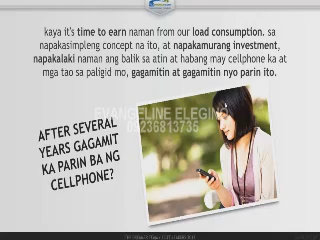 kaya it's time to earn naman from our load consumption. sa
napakasimpleng concept na ito, at napakamurang investment,
napakalaki naman ang balik sa atin at habang may cellphone ka at
mga tao sa paligid mo, gagamitin at gagamitin nyo parin ito.
EVANGELINE ELEGINO
09236813735
AFTER SEVERAL
YEARS GAGAMIT
KA PARIN BA NG
CELLPHONE?